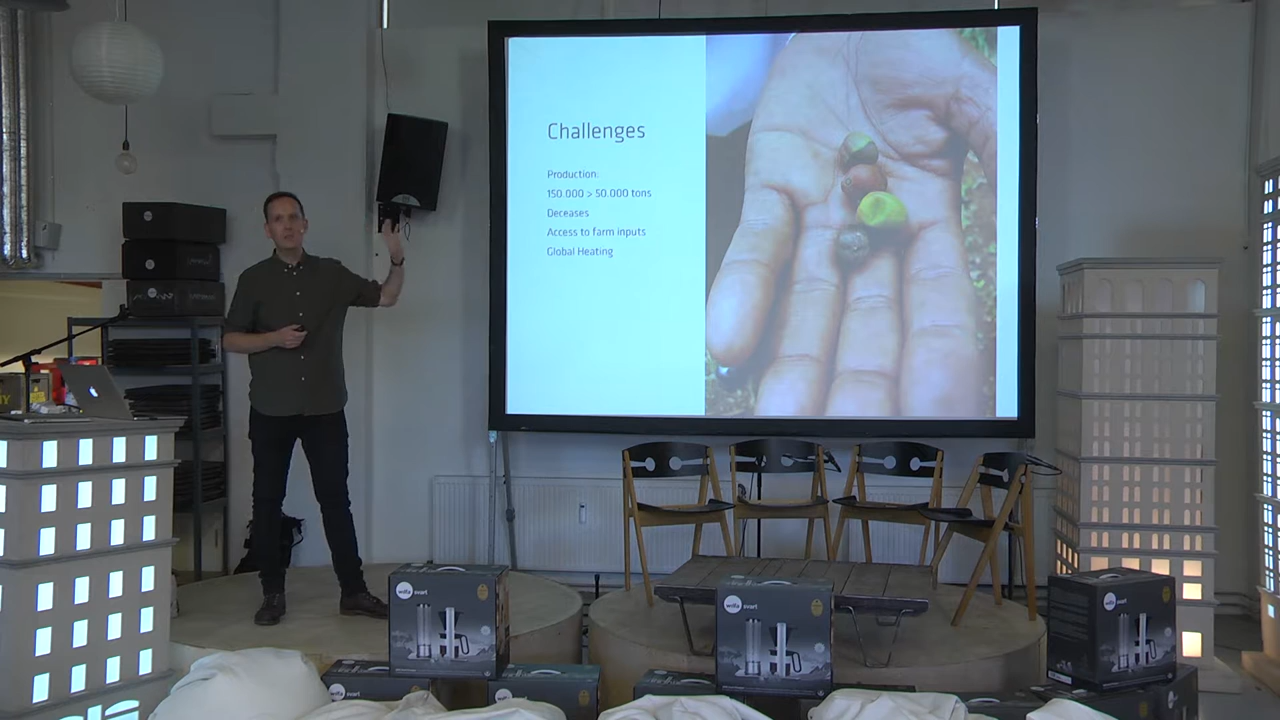 Challenges
Production:
150.000 > 50.000 tons
Deceases
Access to farm inputs
Global Heating
wilfa svart
wilfa svart
wilfa svart